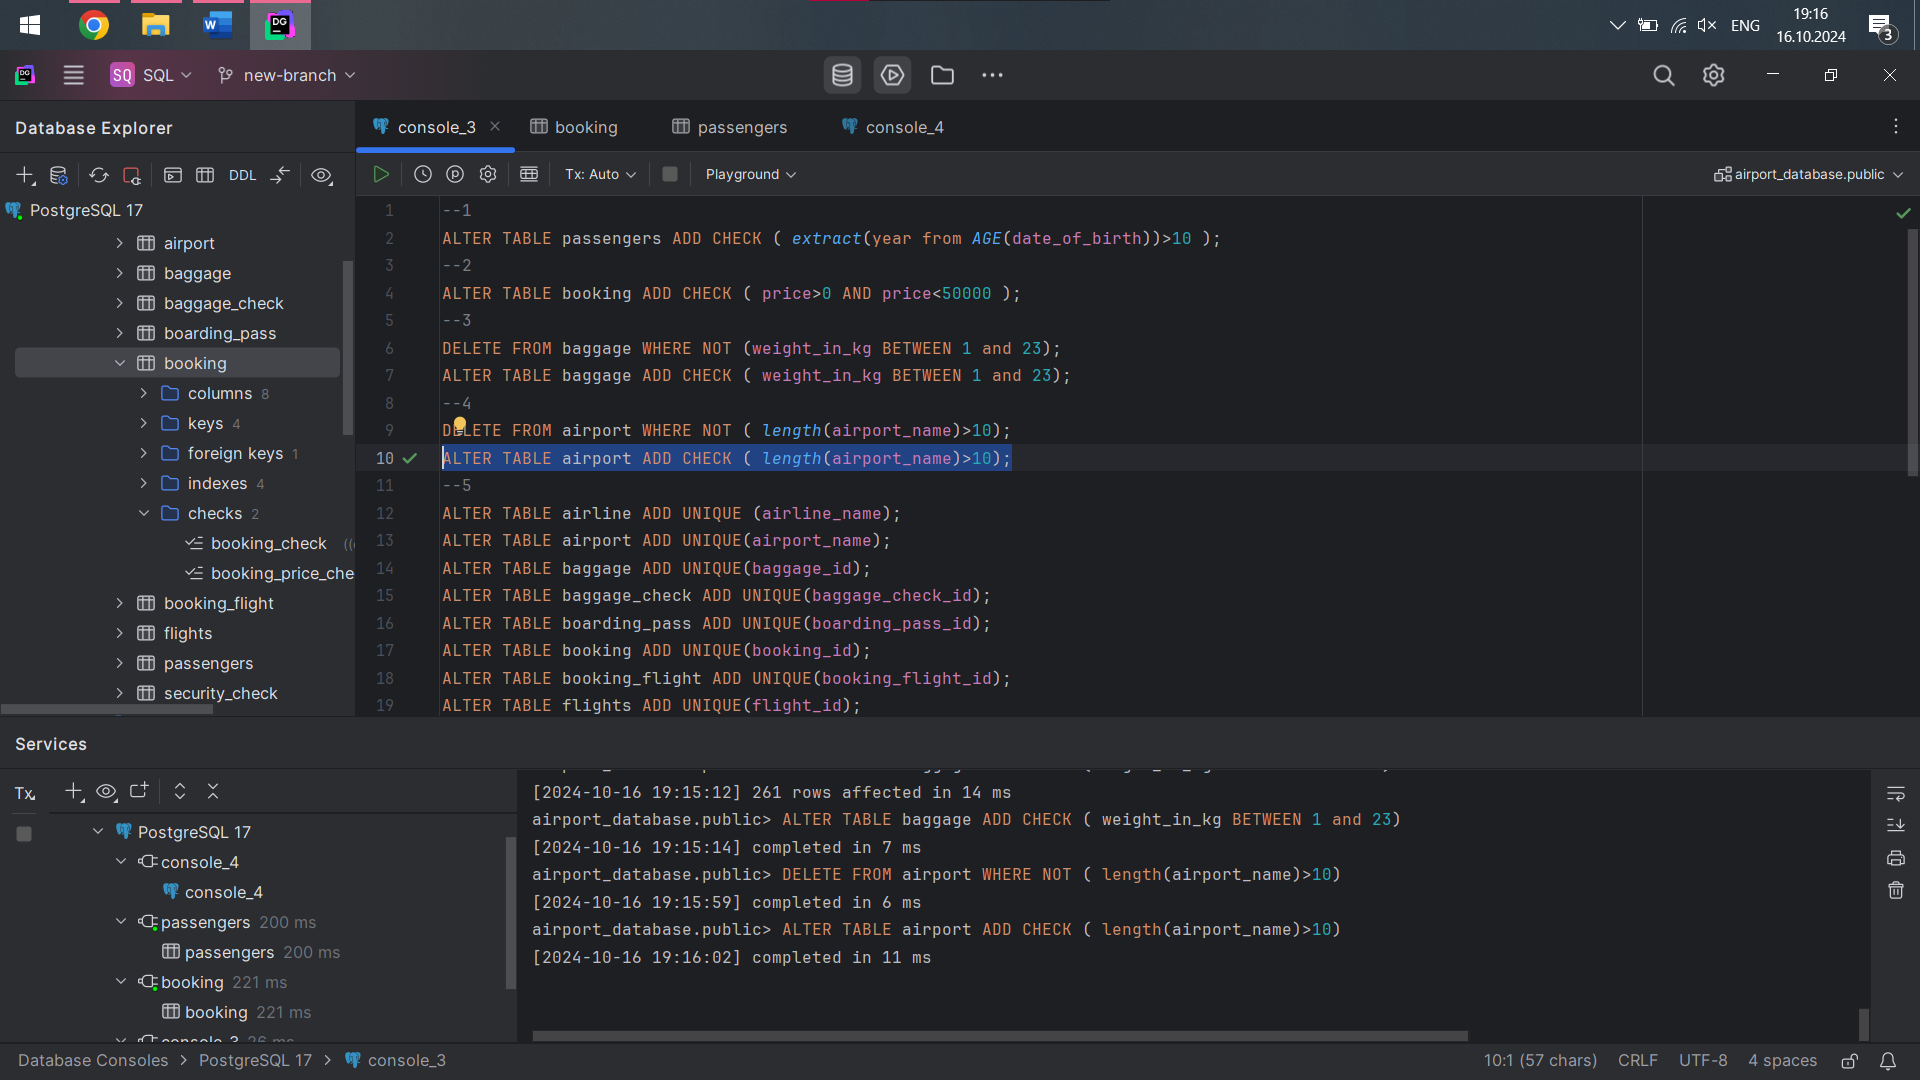 19:16
ENG
16.10.2024
3
SQ SQL
new-branch
Database Explorer
console_3
booking
passengers
console_4
DDL
Tx: Auto
Playground
airport_database.public
PostgreSQL 17
airport
baggage
baggage_check
boarding_pass
booking
columns 8
keys 4
foreign keys 1
indexes 4
checks 2
booking_check
booking_price_che
booking_flight
flights
passengers
security_check
1 --1
2 ALTER TABLE passengers ADD CHECK ( extract(year from AGE(date_of_birth))>10 );
3 --2
4 ALTER TABLE booking ADD CHECK ( price>0 AND price<50000 );
5 --3
6 DELETE FROM baggage WHERE NOT (weight_in_kg BETWEEN 1 and 23);
7 ALTER TABLE baggage ADD CHECK ( weight_in_kg BETWEEN 1 and 23);
8 --4
9 DELETE FROM airport WHERE NOT ( length(airport_name)>10);
10 ALTER TABLE airport ADD CHECK ( length(airport_name)>10);
11 --5
12 ALTER TABLE airline ADD UNIQUE (airline_name);
13 ALTER TABLE airport ADD UNIQUE(airport_name);
14 ALTER TABLE baggage ADD UNIQUE(baggage_id);
15 ALTER TABLE baggage_check ADD UNIQUE(baggage_check_id);
16 ALTER TABLE boarding_pass ADD UNIQUE(boarding_pass_id);
17 ALTER TABLE booking ADD UNIQUE(booking_id);
18 ALTER TABLE booking_flight ADD UNIQUE(booking_flight_id);
19 ALTER TABLE flights ADD UNIQUE(flight_id);
Services
Tx
PostgreSQL 17
console_4
console_4
passengers 200 ms
passengers 200 ms
booking 221 ms
booking 221 ms
console_3 26 ms
[2024-10-16 19:15:12] 261 rows affected in 14 ms
airport_database.public> ALTER TABLE baggage ADD CHECK ( weight_in_kg BETWEEN 1 and 23)
[2024-10-16 19:15:14] completed in 7 ms
airport_database.public> DELETE FROM airport WHERE NOT ( length(airport_name)>10)
[2024-10-16 19:15:59] completed in 6 ms
airport_database.public> ALTER TABLE airport ADD CHECK ( length(airport_name)>10)
[2024-10-16 19:16:02] completed in 11 ms
Database Consoles > PostgreSQL 17 > console_3
10:1 (57 chars)
CRLF
UTF-8
4 spaces